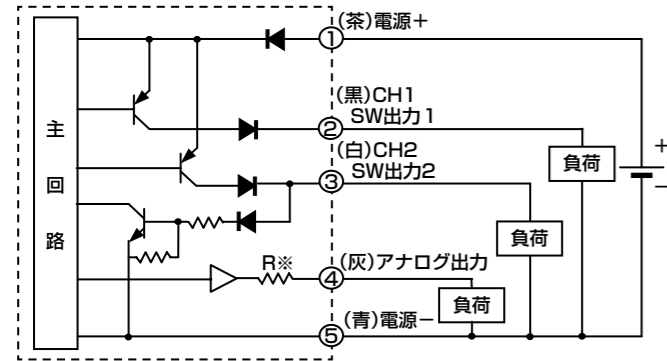 主
回
路
① (茶)電源+
② (黒)CH1
SW出力1
③ (白)CH2
SW出力2
R※
④ (灰)アナログ出力
⑤ (青)電源−
負荷
負荷
負荷
+
−